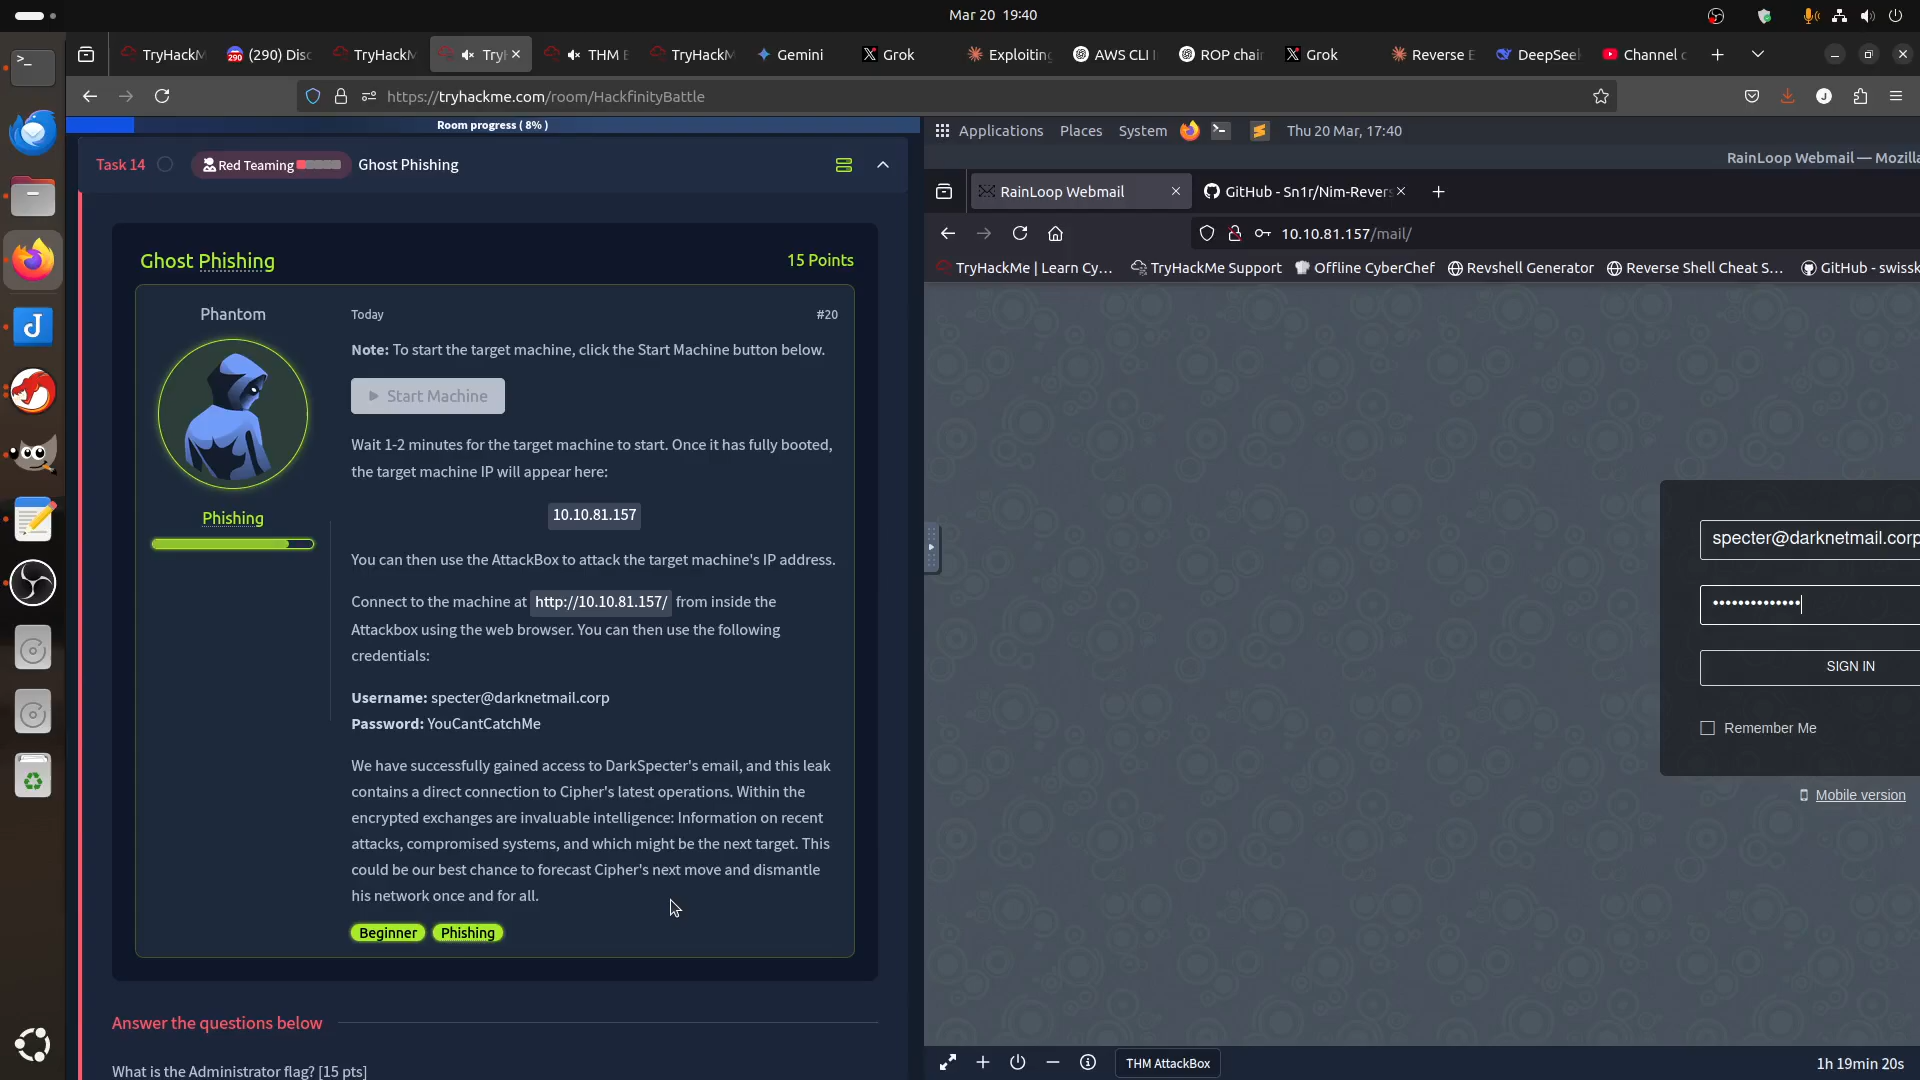 Mar 20 19:40
TryHackM
(290) Disc
TryHackM
Try
THM E
TryHackM
Gemini
Grok
Exploiting
AWS CLI I
ROP chai
Grok
Reverse E
DeepSeek
Channel c
https://tryhackme.com/room/HackfinityBattle
Room progress ( 8% )
Task 14
Red Teaming
Ghost Phishing
Ghost Phishing
15 Points
Phantom
Phishing
Today
#20
Note: To start the target machine, click the Start Machine button below.
Start Machine
Wait 1-2 minutes for the target machine to start. Once it has fully booted,
the target machine IP will appear here:
10.10.81.157
You can then use the AttackBox to attack the target machine's IP address.
Connect to the machine at http://10.10.81.157/ from inside the
Attackbox using the web browser. You can then use the following
credentials:
Username: specter@darknetmail.corp
Password: YouCantCatchMe
We have successfully gained access to DarkSpecter's email, and this leak
contains a direct connection to Cipher's latest operations. Within the
encrypted exchanges are invaluable intelligence: Information on recent
attacks, compromised systems, and which might be the next target. This
could be our best chance to forecast Cipher's next move and dismantle
his network once and for all.
Beginner
Phishing
Answer the questions below
What is the Administrator flag? [15 pts]
Applications
Places
System
Thu 20 Mar, 17:40
RainLoop Webmail — Mozilla
RainLoop Webmail
GitHub - Sn1r/Nim-Revers
10.10.81.157/mail/
TryHackMe | Learn Cy...
TryHackMe Support
Offline CyberChef
Revshell Generator
Reverse Shell Cheat S...
GitHub - swissk
specter@darknetmail.corp
SIGN IN
Remember Me
Mobile version
THM AttackBox
1h 19min 20s